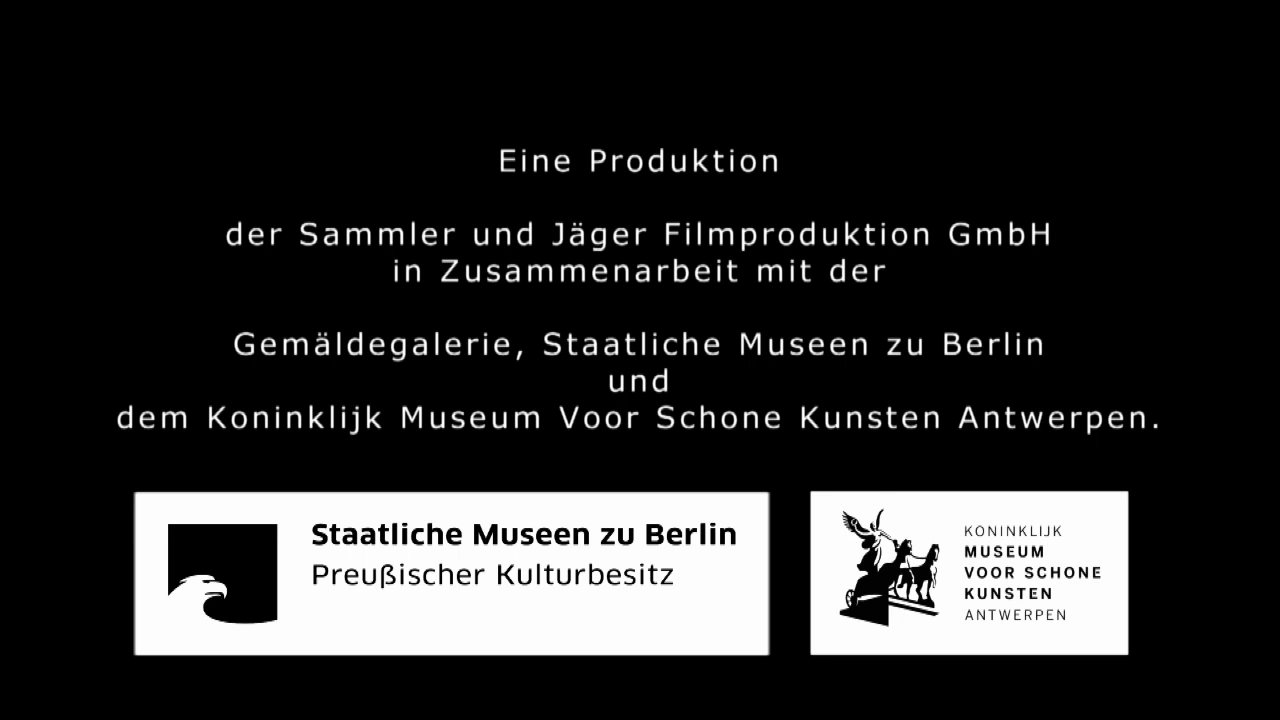 Eine Produktion
der Sammler und Jäger Filmproduktion GmbH
in Zusammenarbeit mit der
Gemäldegalerie, Staatliche Museen zu Berlin
und
dem Koninklijk Museum Voor Schone Kunsten Antwerpen.
Staatliche Museen zu Berlin
Preußischer Kulturbesitz
KONINKLIJK
MUSEUM
VOOR SCHONE
KUNSTEN
ANTWERPEN